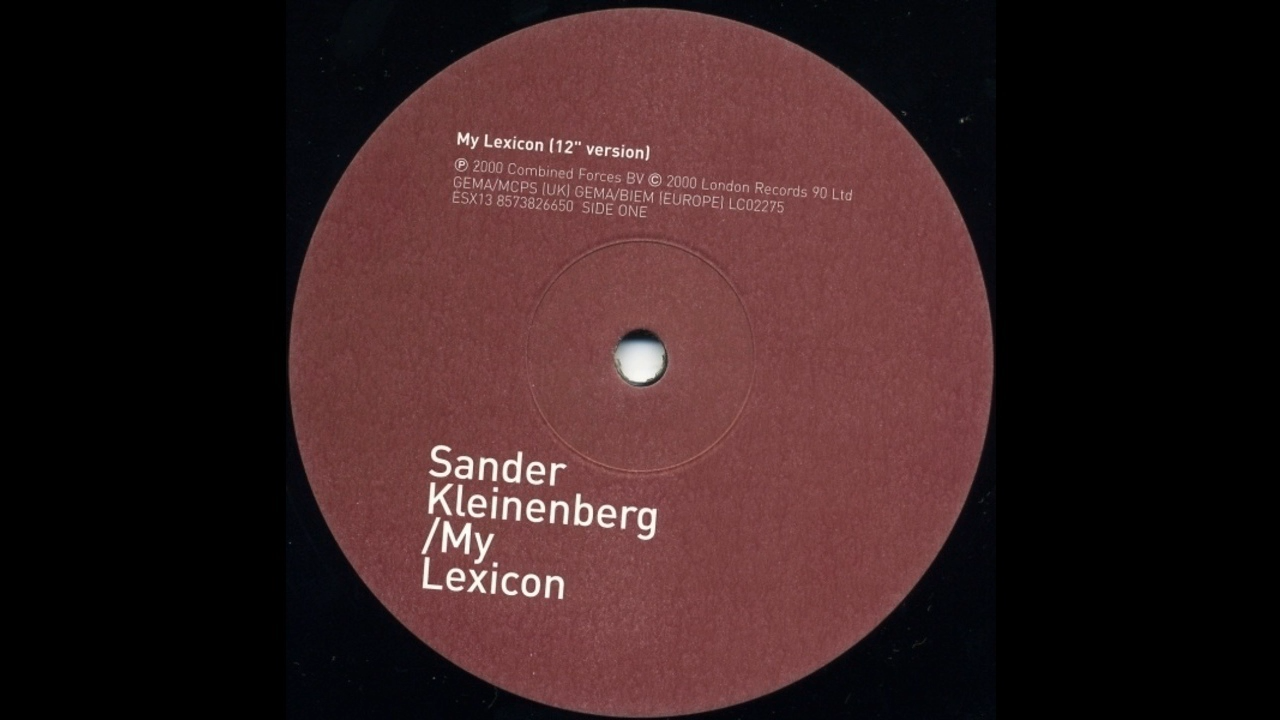 My Lexicon (12" version)
℗ 2000 Combined Forces BV © 2000 London Records 90 Ltd
GEMA/MCPS (UK) GEMA/BIEM (EUROPE) LC02275
ESX13 8573826650 SIDE ONE
Sander
Kleinenberg
/My
Lexicon